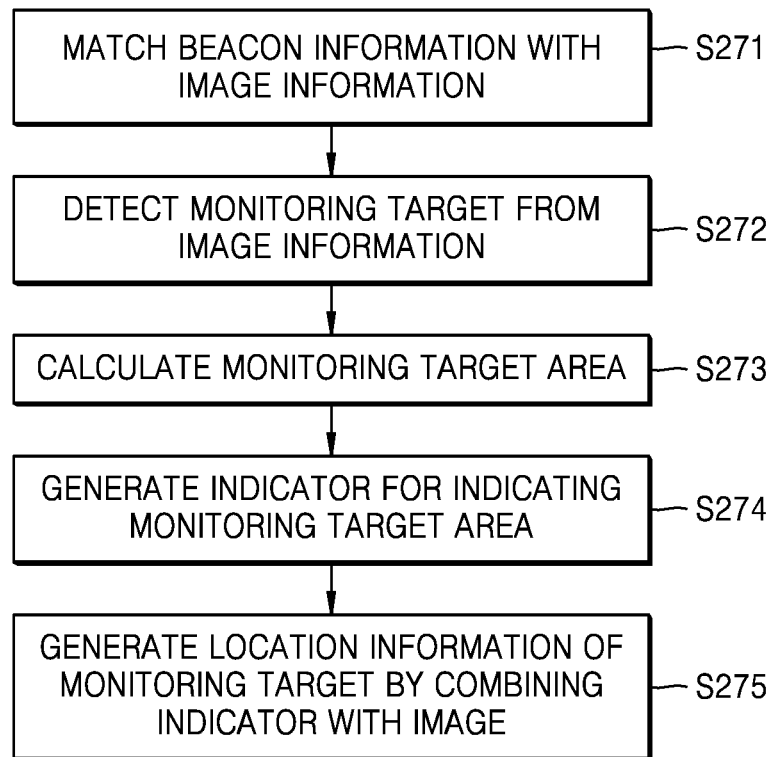 MATCH BEACON INFORMATION WITH
IMAGE INFORMATION
S271
DETECT MONITORING TARGET FROM
IMAGE INFORMATION
S272
CALCULATE MONITORING TARGET AREA
S273
GENERATE INDICATOR FOR INDICATING
MONITORING TARGET AREA
S274
GENERATE LOCATION INFORMATION OF
MONITORING TARGET BY COMBINING
INDICATOR WITH IMAGE
S275